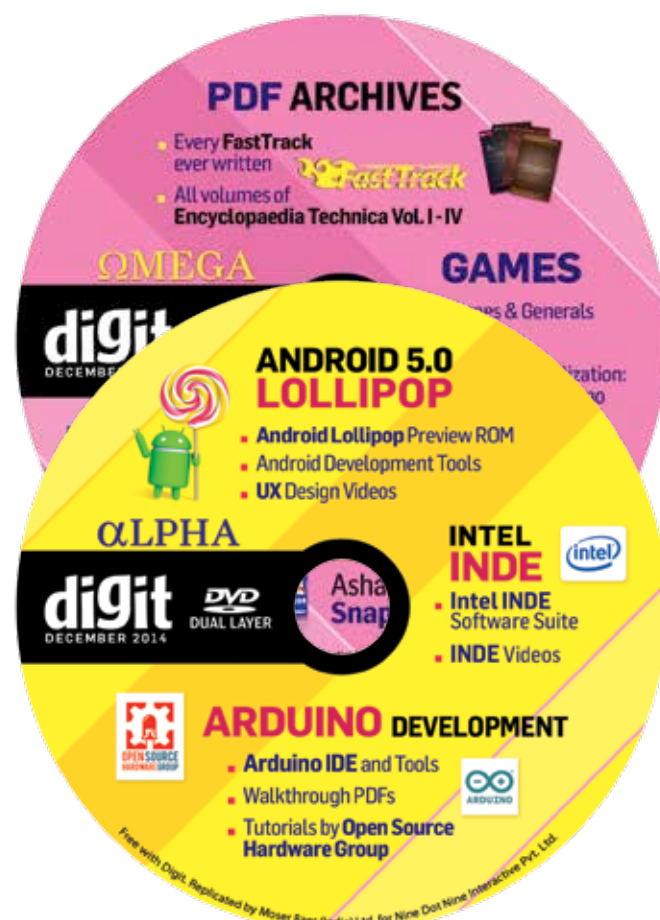 PDF ARCHIVES
Every FastTrack
ever written
FastTrack
All volumes of
Encyclopaedia Technica Vol. I - IV
ΩMEGA
GAMES
& Generals
digit
DECEMBER
ANDROID 5.0
LOLLIPOP
Android Lollipop Preview ROM
Android Development Tools
UX Design Videos
αLPHA
digit
DECEMBER 2014
DVD
DUAL LAYER
INTEL
INDE
intel
Intel INDE
Software Suite
INDE Videos
ARDUINO DEVELOPMENT
OPEN SOURCE
HARDWARE GROUP
Arduino IDE and Tools
Walkthrough PDFs
Tutorials by Open Source
Hardware Group
ARDUINO
Free with Digit. Replicated by Moser Baer (India) Ltd. for Nine Dot Nine Interactive Pvt. Ltd.